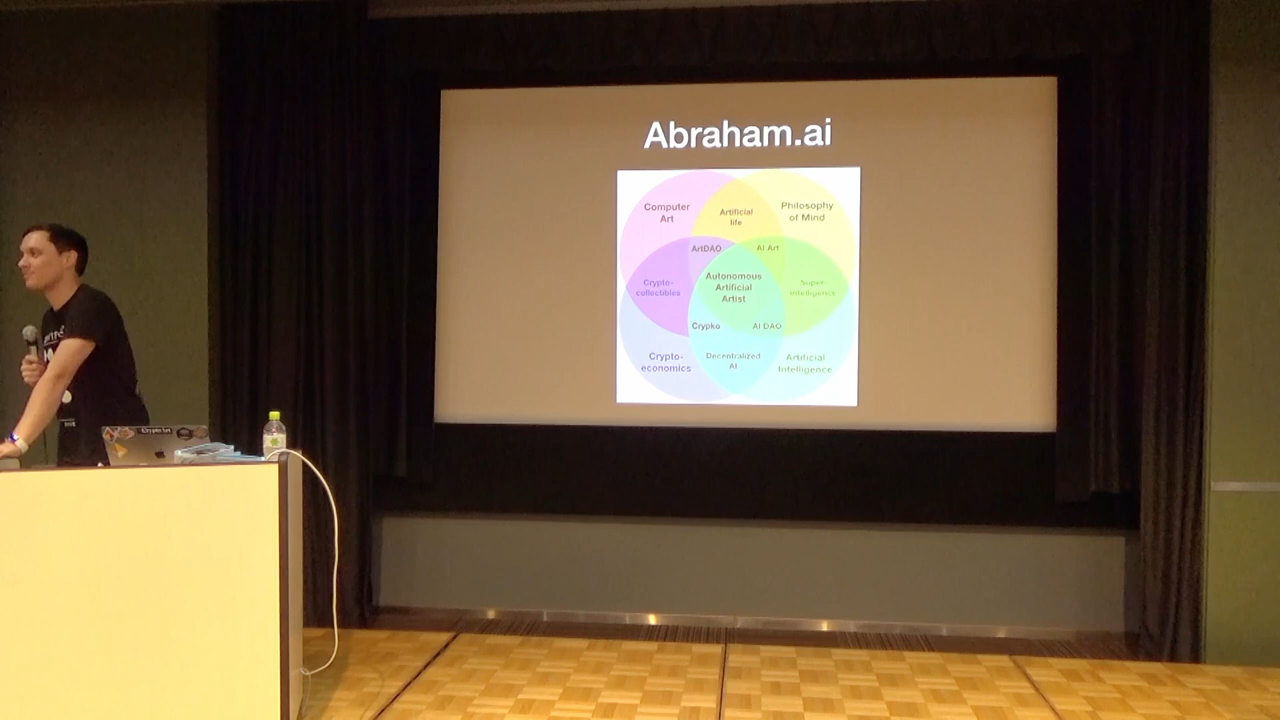 Abraham.ai
Computer
Art
Artificial
life
Philosophy
of Mind
ArtDAO
AI Art
Crypto-
collectibles
Autonomous
Artificial
Artist
Super-
intelligence
Crypko
AI DAO
Crypto-
economics
Decentralized
AI
Artificial
Intelligence